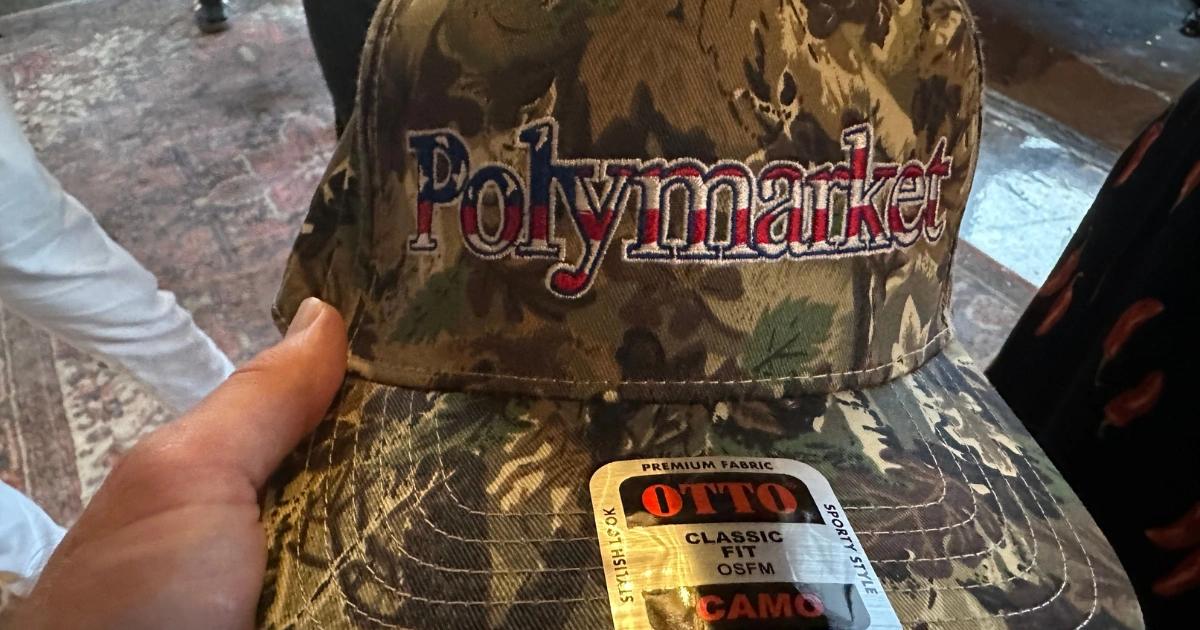 Polymarket
PREMIUM FABRIC
OTTO
STYLISH LOOK
CLASSIC
FIT
OSFM
SPORTY STYLE
CAMO